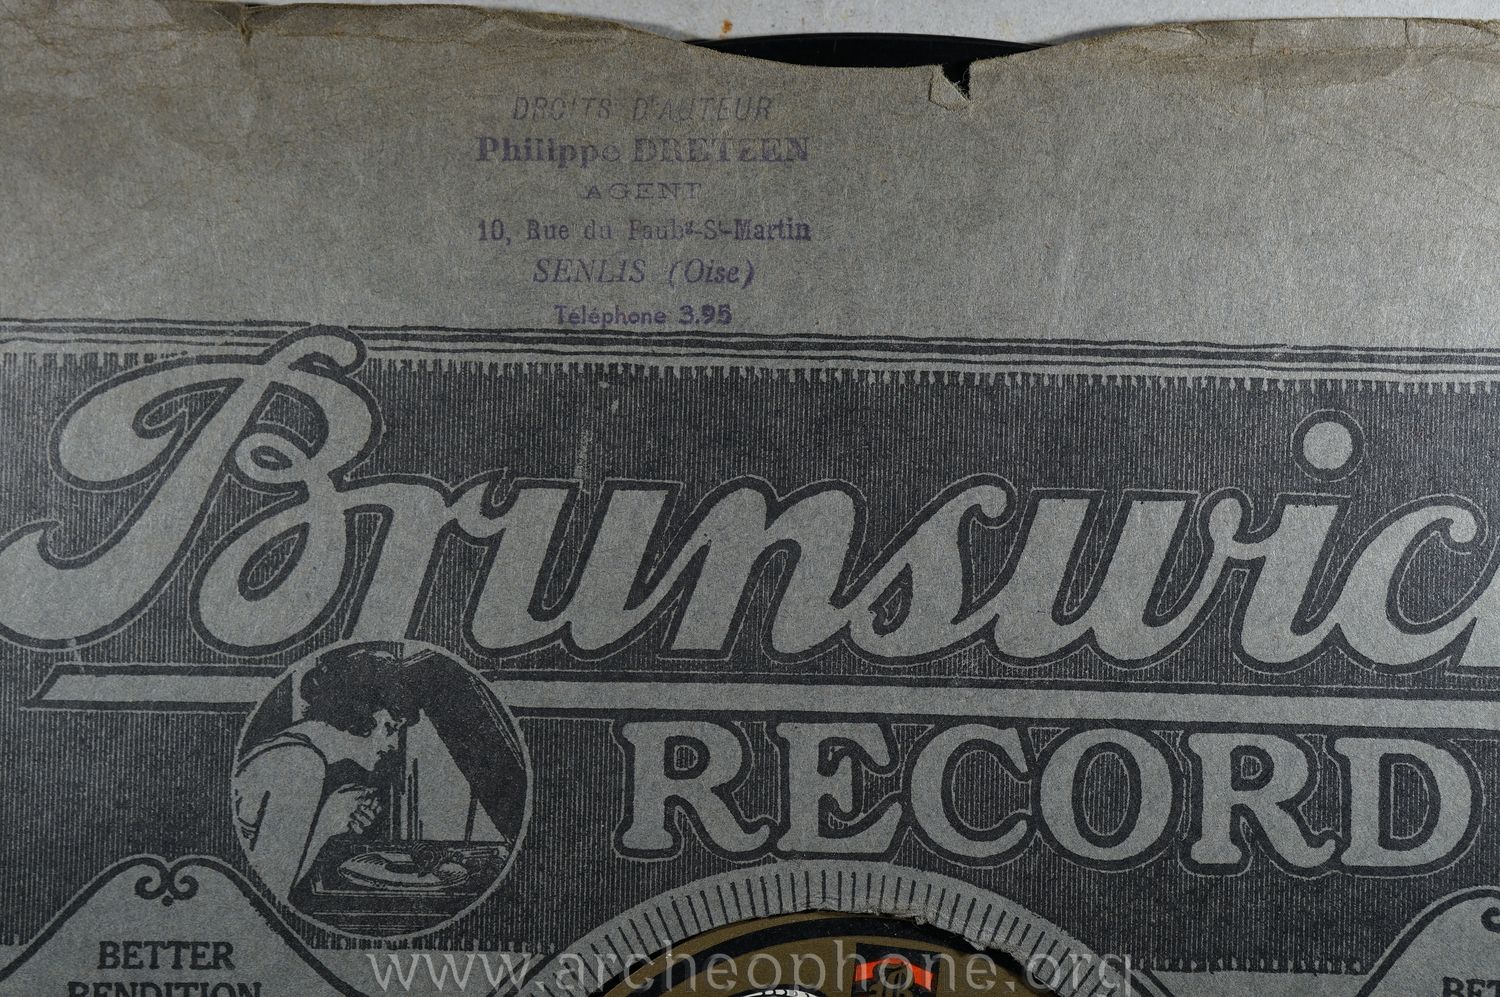 DROITS D'AUTEUR
Philippe DRETZEN
AGENT
10, Rue du Faubg-St-Martin
SENLIS (Oise)
Téléphone 3.95
Brunswic
RECORD
BETTER
RENDITION
BET
www.archeophone.org